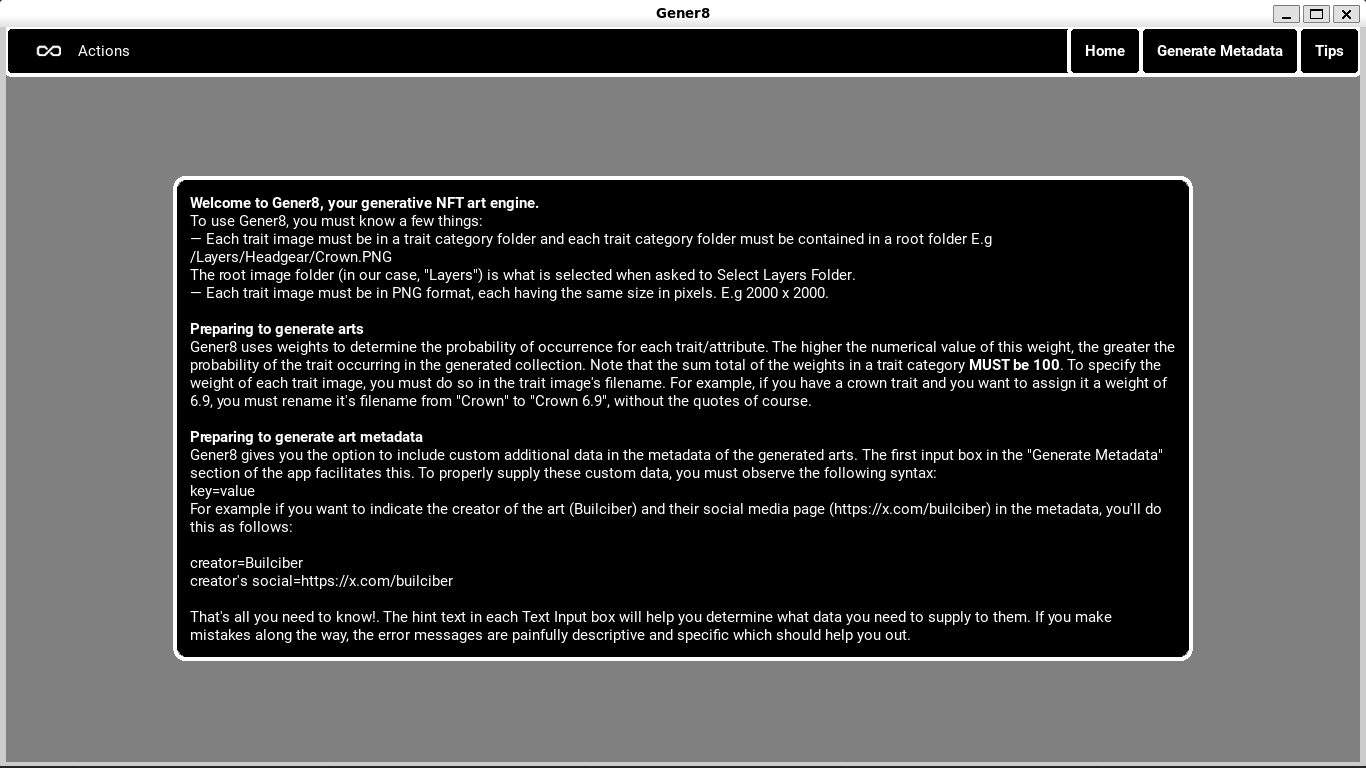 Gener8
Actions
Home
Generate Metadata
Tips
Welcome to Gener8, your generative NFT art engine.
To use Gener8, you must know a few things:
— Each trait image must be in a trait category folder and each trait category folder must be contained in a root folder E.g
/Layers/Headgear/Crown.PNG
The root image folder (in our case, "Layers") is what is selected when asked to Select Layers Folder.
— Each trait image must be in PNG format, each having the same size in pixels. E.g 2000 x 2000.
Preparing to generate arts
Gener8 uses weights to determine the probability of occurrence for each trait/attribute. The higher the numerical value of this weight, the greater the
probability of the trait occurring in the generated collection. Note that the sum total of the weights in a trait category MUST be 100. To specify the
weight of each trait image, you must do so in the trait image's filename. For example, if you have a crown trait and you want to assign it a weight of
6.9, you must rename it's filename from "Crown" to "Crown 6.9", without the quotes of course.
Preparing to generate art metadata
Gener8 gives you the option to include custom additional data in the metadata of the generated arts. The first input box in the "Generate Metadata"
section of the app facilitates this. To properly supply these custom data, you must observe the following syntax:
key=value
For example if you want to indicate the creator of the art (Builciber) and their social media page (https://x.com/builciber) in the metadata, you'll do
this as follows:
creator=Builciber
creator's social=https://x.com/builciber
That's all you need to know!. The hint text in each Text Input box will help you determine what data you need to supply to them. If you make
mistakes along the way, the error messages are painfully descriptive and specific which should help you out.